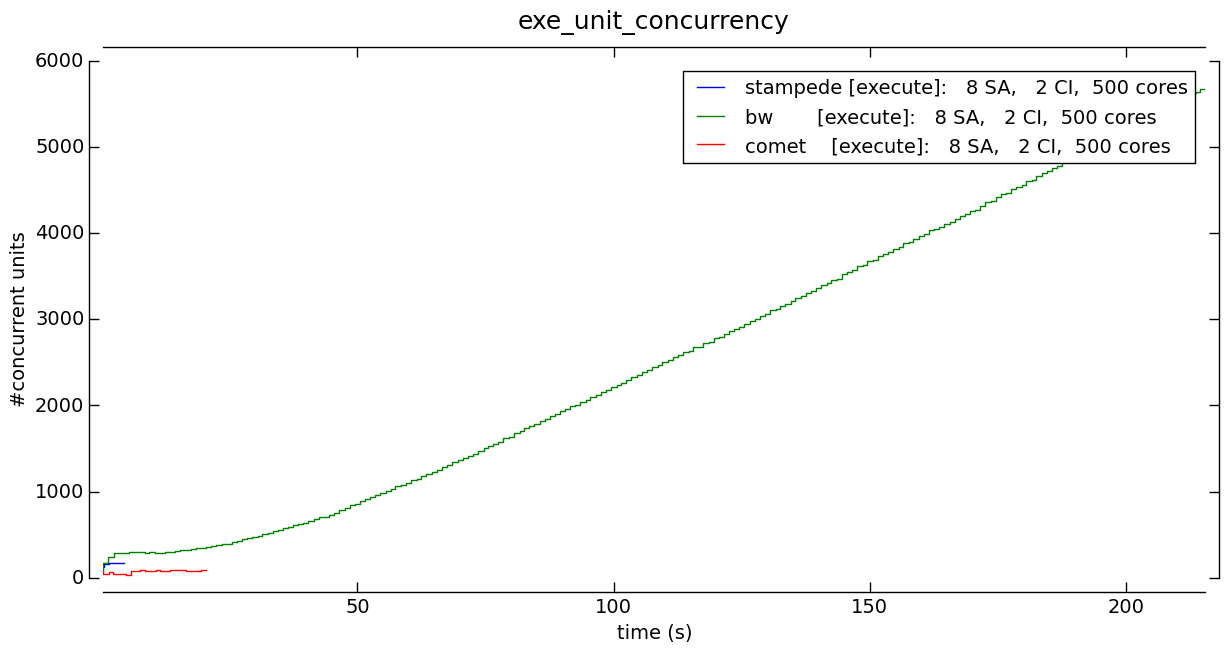 exe_unit_concurrency
6000
5000
4000
3000
2000
1000
0
#concurrent units
stampede [execute]:   8 SA,   2 CI,  500 cores
bw       [execute]:   8 SA,   2 CI,  500 cores
comet    [execute]:   8 SA,   2 CI,  500 cores
50 100 150 200
time (s)